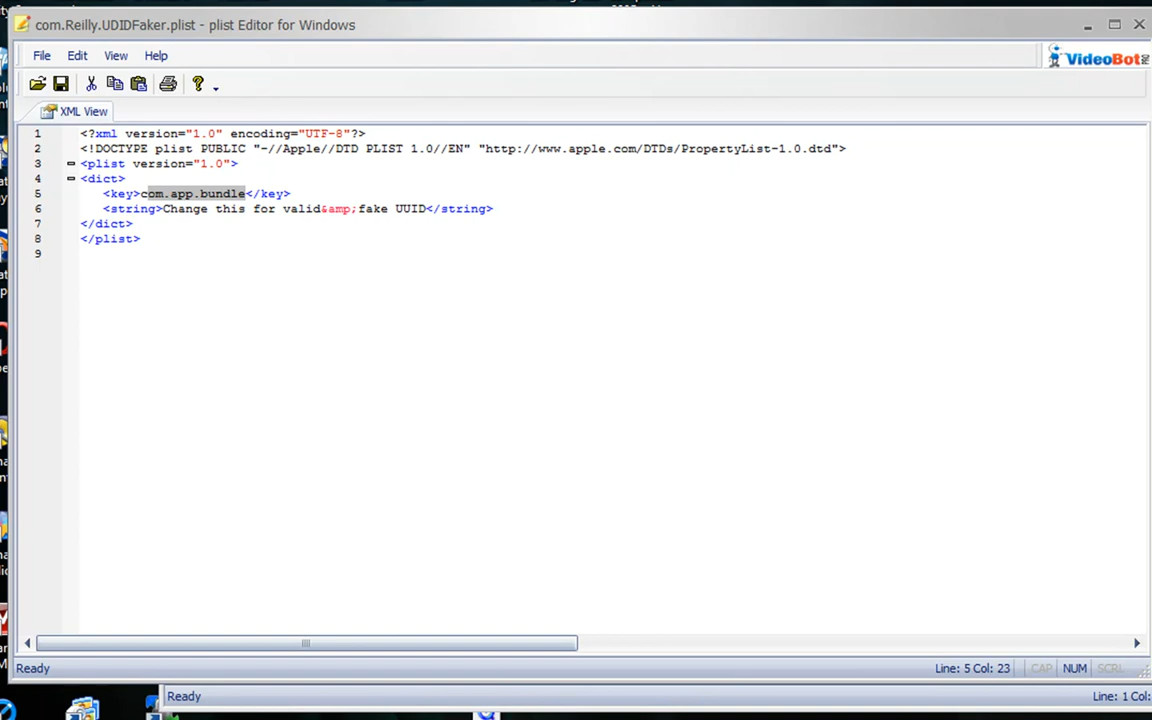 com.Reilly.UDIDFaker.plist - plist Editor for Windows
File Edit View Help
VideoBot
XML View
1 <?xml version="1.0" encoding="UTF-8"?>
2 <!DOCTYPE plist PUBLIC "-//Apple//DTD PLIST 1.0//EN" "http://www.apple.com/DTDs/PropertyList-1.0.dtd">
3 <plist version="1.0">
4 <dict>
5 <key>com.app.bundle</key>
6 <string>Change this for valid&amp;fake UUID</string>
7 </dict>
8 </plist>
9
Ready Line: 5 Col: 23 CAP NUM SCRL
Ready Line: 1 Col: